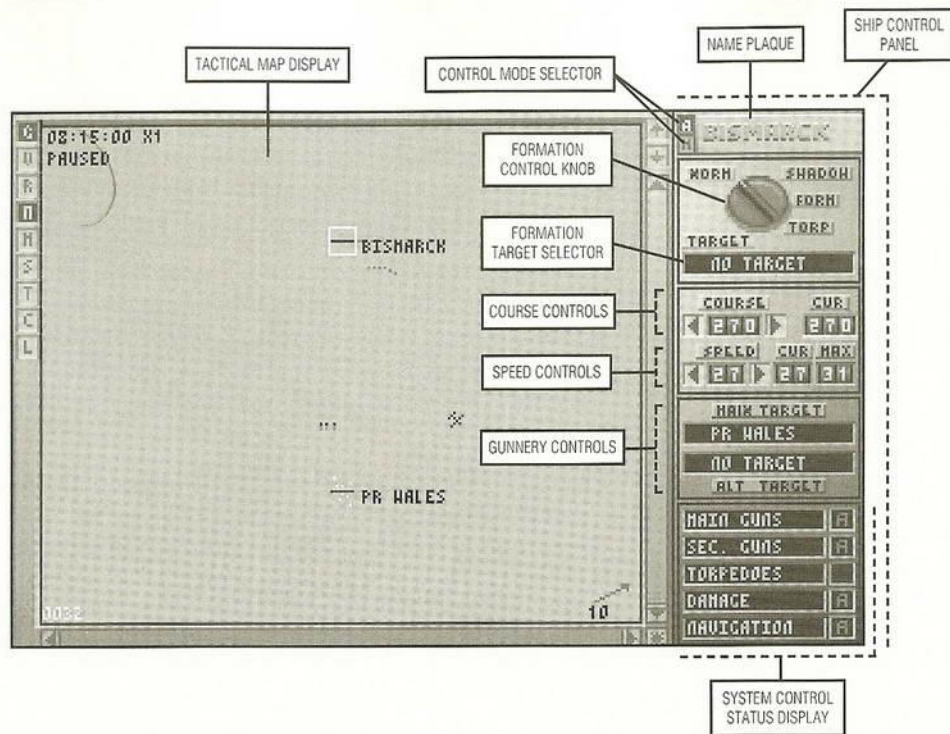 SHIP CONTROL
PANEL
NAME PLAQUE
TACTICAL MAP DISPLAY
CONTROL MODE SELECTOR
08:15:00 X1
PAUSED
BISMARCK
PR WALES
0032
10
G
V
R
N
M
S
T
C
L
FORMATION
CONTROL KNOB
FORMATION
TARGET SELECTOR
COURSE CONTROLS
SPEED CONTROLS
GUNNERY CONTROLS
A
M
BISMARCK
NORM
SHADOW
FORM
TORP
TARGET
NO TARGET
COURSE CUR
270 270
SPEED CUR MAX
27 27 31
MAIN TARGET
PR WALES
NO TARGET
ALT TARGET
MAIN GUNS A
SEC. GUNS A
TORPEDOES
DAMAGE A
NAVIGATION A
SYSTEM CONTROL
STATUS DISPLAY